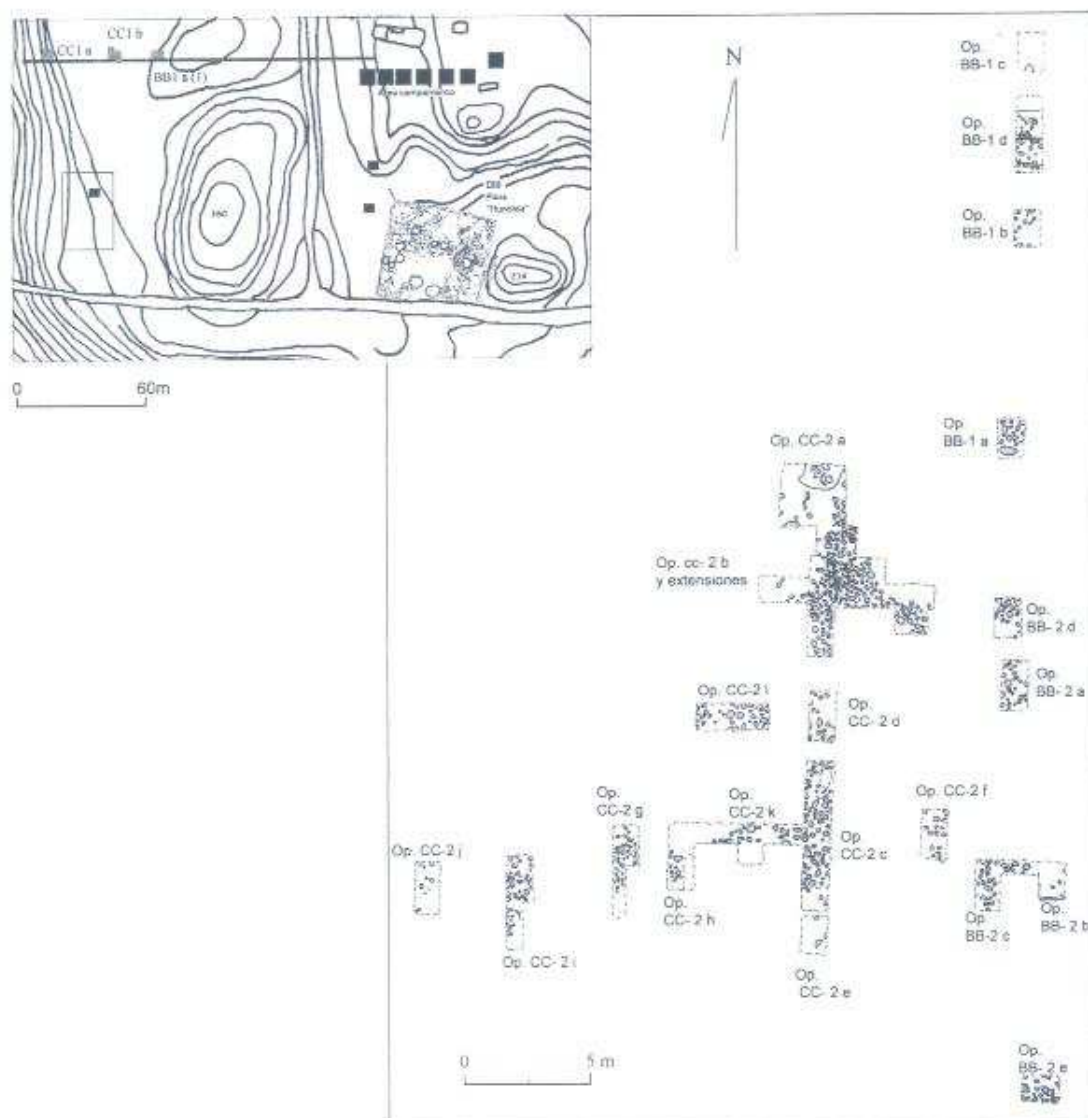 CC1 a
CC1 b
BB1 a (f)
Area campamento
360
Plaza
0 60m
N
Op.
BB-1 c
Op.
BB-1 d
Op.
BB-1 b
Op.
BB-1 a
Op. CC-2 a
Op. cc- 2 b
y extensiones
Op.
BB- 2 d
Op.
BB- 2 a
Op. CC-2 l
Op.
CC- 2 d
Op.
CC-2 g
Op.
CC-2 k
Op. CC-2 f
Op
CC-2 c
Op. CC-2 j
Op.
CC- 2 h
Op. CC- 2 i
Op.
BB-2 c
Op.
BB- 2 b
Op.
CC- 2 e
0 5 m
Op.
BB- 2 e